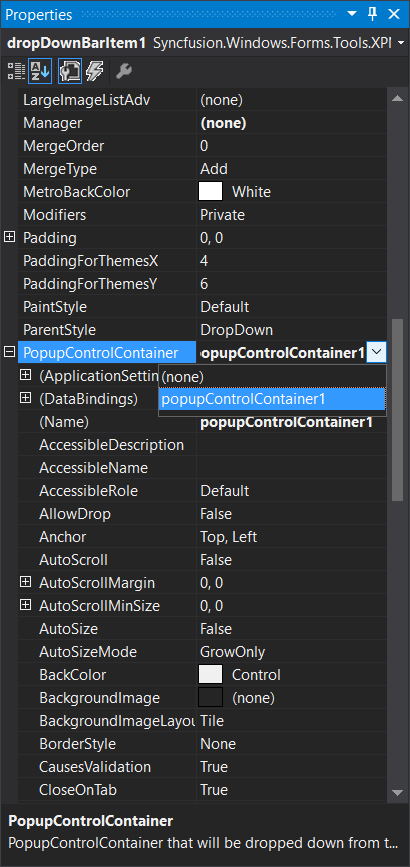 Properties
dropDownBarItem1 Syncfusion.Windows.Forms.Tools.XPM
LargeImageListAdv (none)
Manager (none)
MergeOrder 0
MergeType Add
MetroBackColor White
Modifiers Private
Padding 0, 0
PaddingForThemesX 4
PaddingForThemesY 6
PaintStyle Default
ParentStyle DropDown
PopupControlContainer popupControlContainer1
(ApplicationSettin (none)
(DataBindings) popupControlContainer1
(Name) popupControlContainer1
AccessibleDescription
AccessibleName
AccessibleRole Default
AllowDrop False
Anchor Top, Left
AutoScroll False
AutoScrollMargin 0, 0
AutoScrollMinSize 0, 0
AutoSize False
AutoSizeMode GrowOnly
BackColor Control
BackgroundImage (none)
BackgroundImageLayou Tile
BorderStyle None
CausesValidation True
CloseOnTab True
PopupControlContainer
PopupControlContainer that will be dropped down from t...